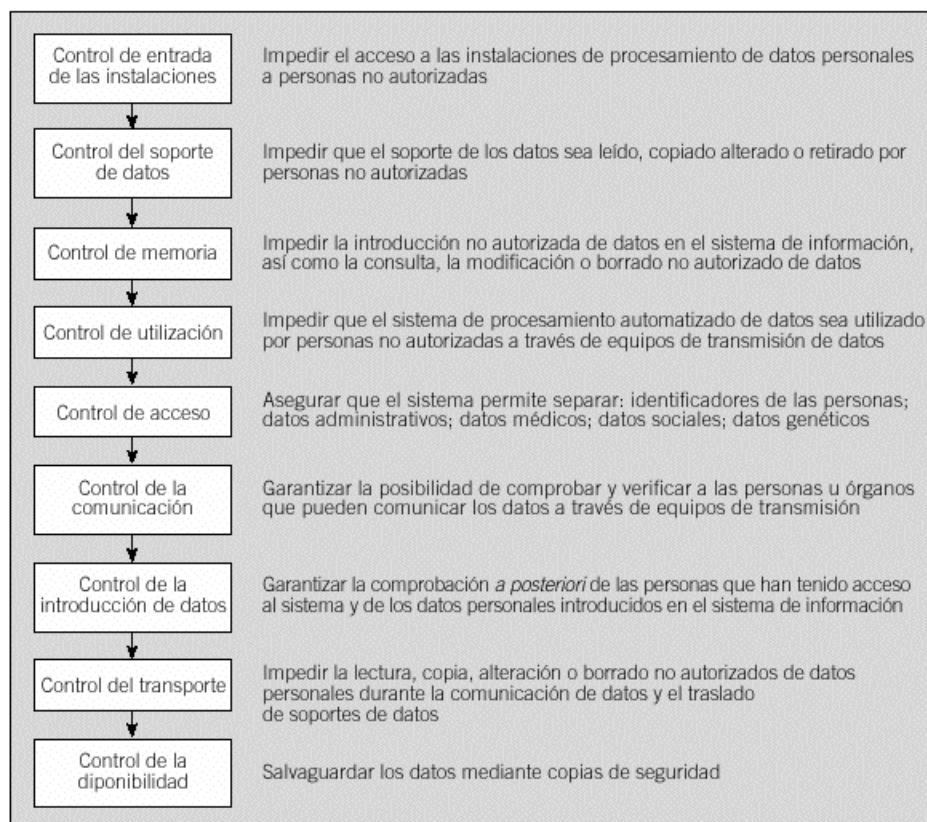 Control de entrada
de las instalaciones
Impedir el acceso a las instalaciones de procesamiento de datos personales
a personas no autorizadas
Control del soporte
de datos
Impedir que el soporte de los datos sea leído, copiado alterado o retirado por
personas no autorizadas
Control de memoria
Impedir la introducción no autorizada de datos en el sistema de información,
así como la consulta, la modificación o borrado no autorizado de datos
Control de utilización
Impedir que el sistema de procesamiento automatizado de datos sea utilizado
por personas no autorizadas a través de equipos de transmisión de datos
Control de acceso
Asegurar que el sistema permite separar: identificadores de las personas;
datos administrativos; datos médicos; datos sociales; datos genéticos
Control de la
comunicación
Garantizar la posibilidad de comprobar y verificar a las personas u órganos
que pueden comunicar los datos a través de equipos de transmisión
Control de la
introducción de datos
Garantizar la comprobación a posteriori de las personas que han tenido acceso
al sistema y de los datos personales introducidos en el sistema de información
Control del transporte
Impedir la lectura, copia, alteración o borrado no autorizados de datos
personales durante la comunicación de datos y el traslado
de soportes de datos
Control de la
diponibilidad
Salvaguardar los datos mediante copias de seguridad